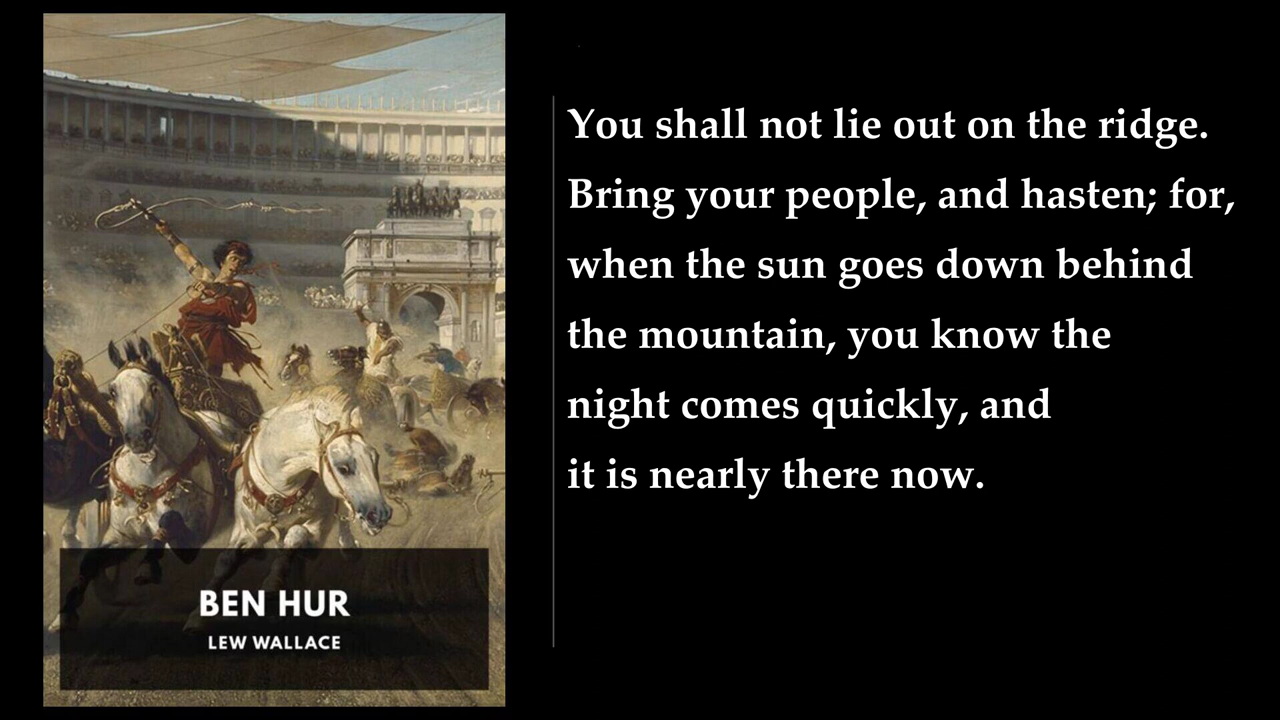 You shall not lie out on the ridge.
Bring your people, and hasten; for,
when the sun goes down behind
the mountain, you know the
night comes quickly, and
it is nearly there now.
BEN HUR
LEW WALLACE